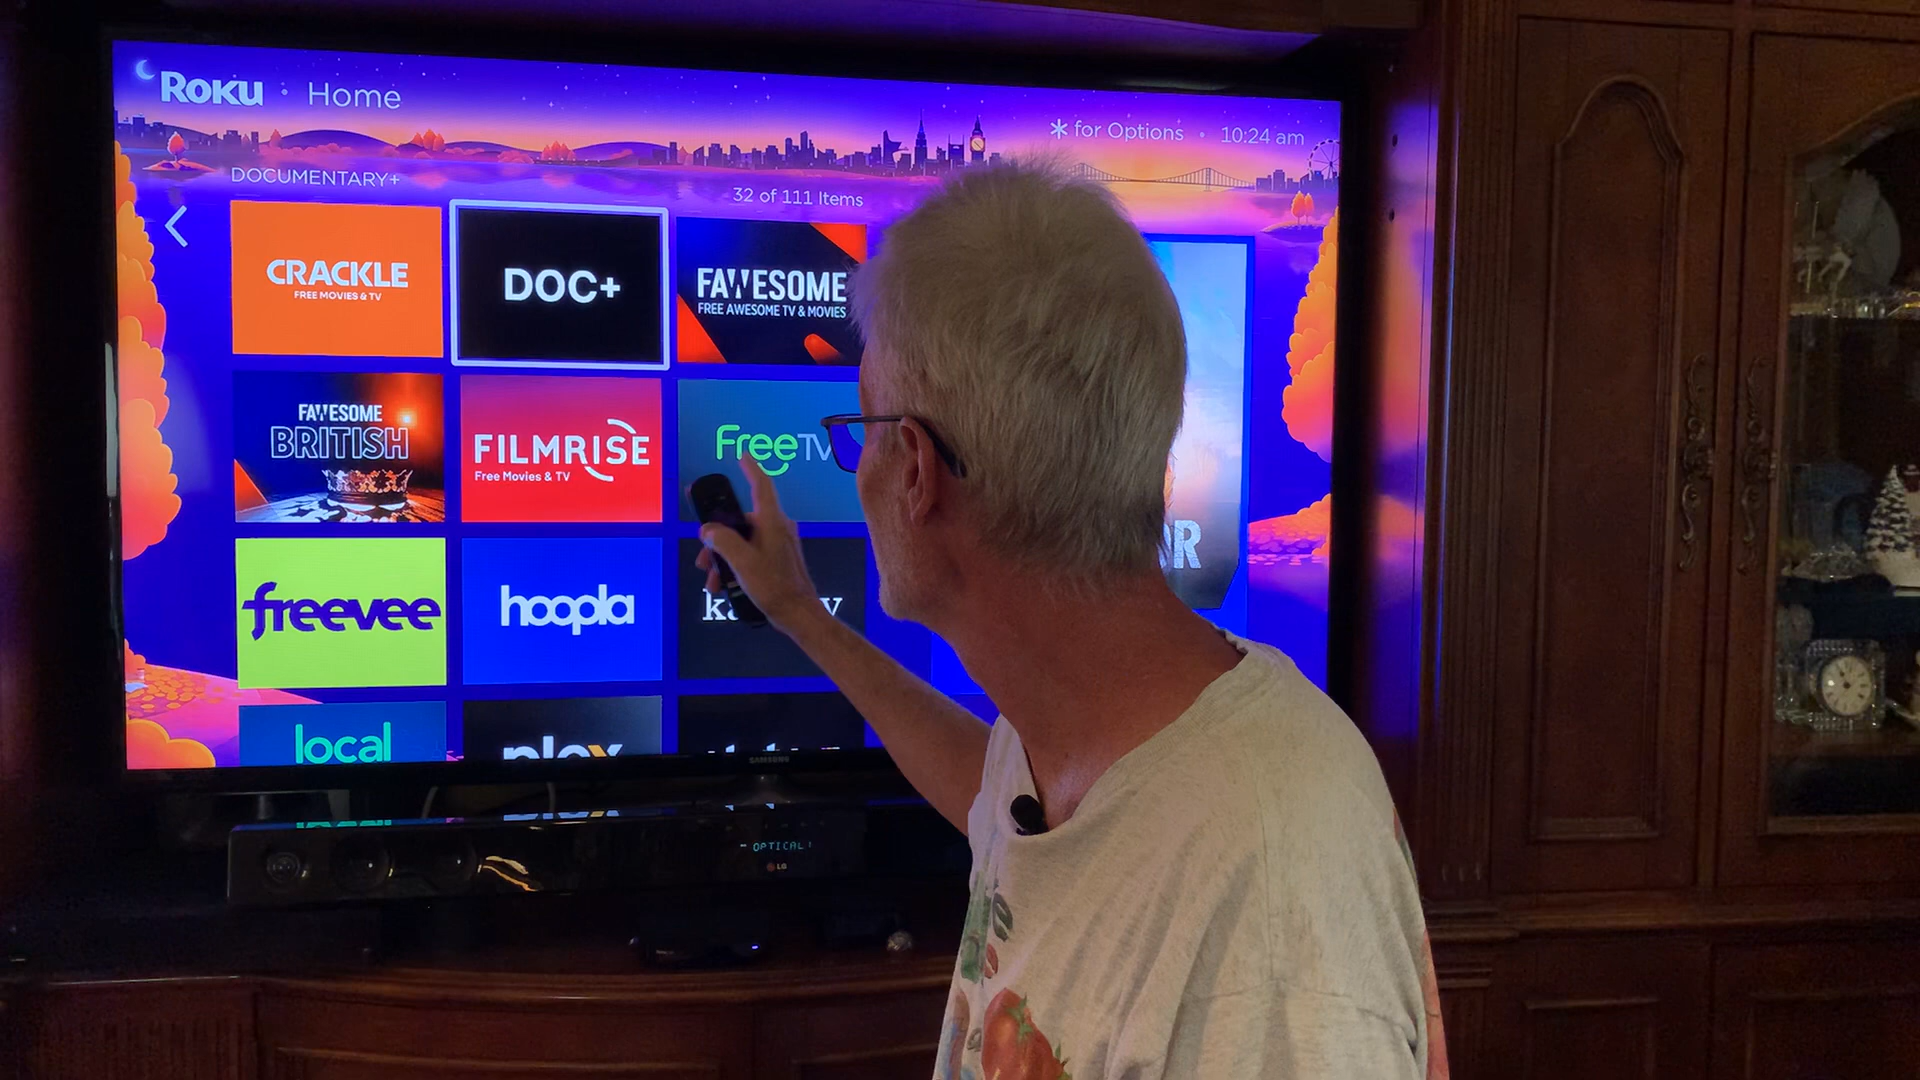 Roku • Home
* for Options • 10:24 am
DOCUMENTARY+
32 of 111 Items
CRACKLE
FREE MOVIES & TV
DOC+
FAWESOME
FREE AWESOME TV & MOVIES
FAWESOME
BRITISH
FILMRISE
Free Movies & TV
FreeTV
freevee
hoopla
local
plex
SAMSUNG
OPTICAL
LG